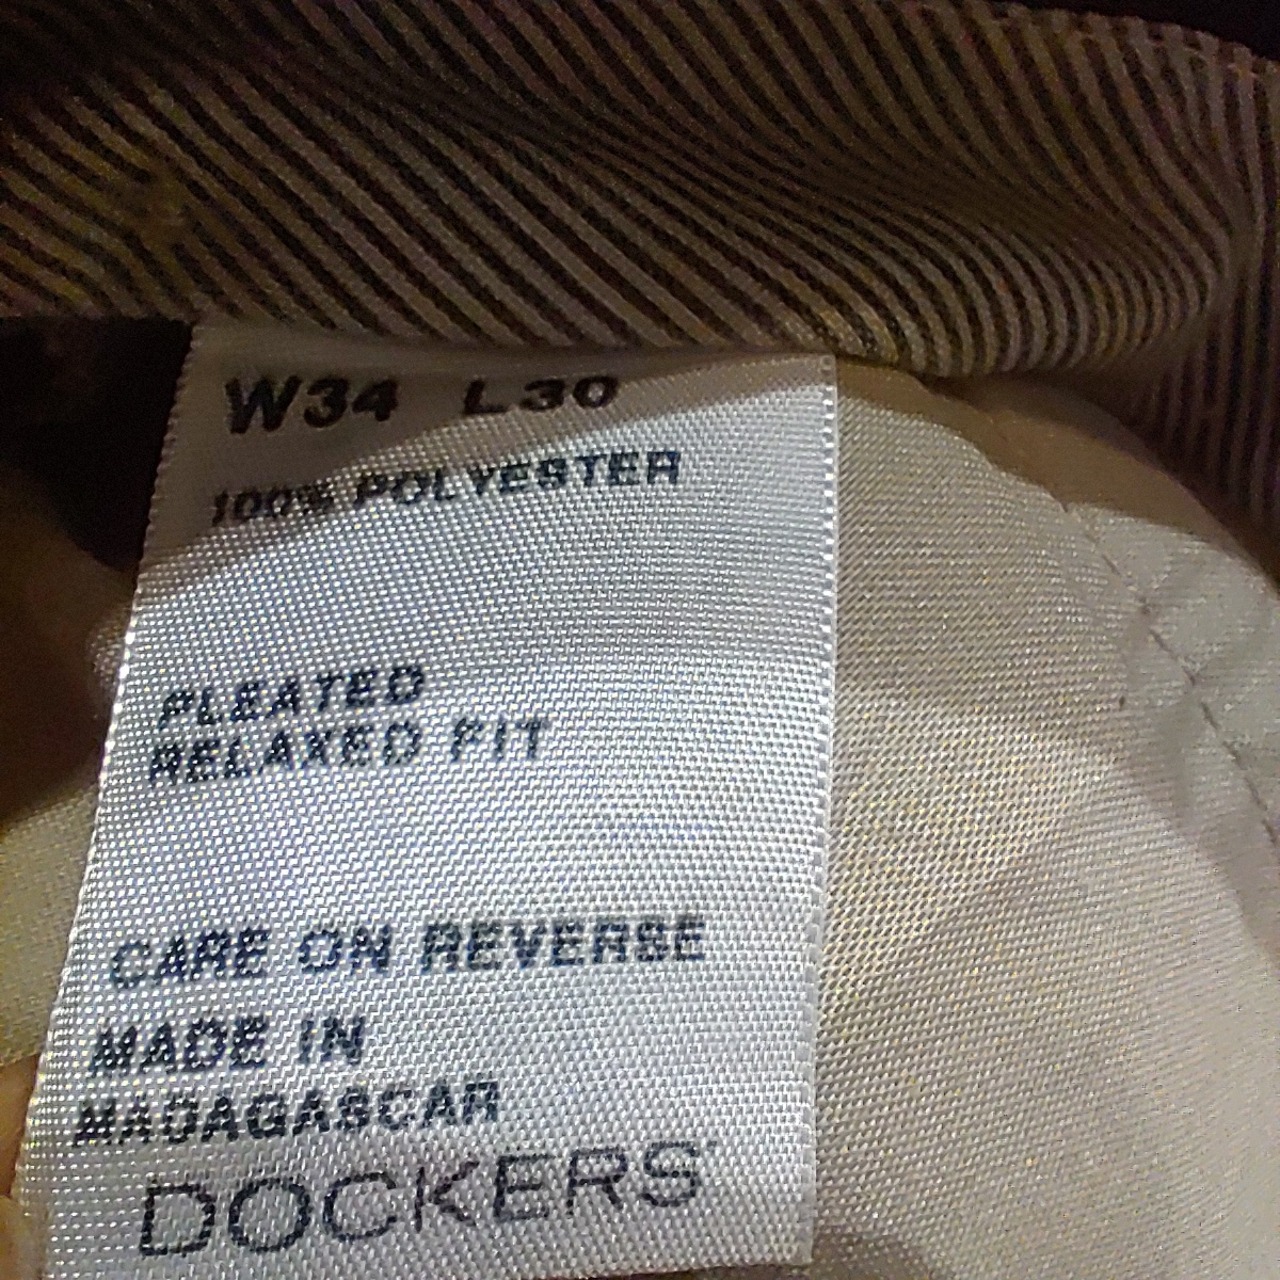 W34 L30
100% POLYESTER
PLEATED
RELAXED FIT
CARE ON REVERSE
MADE IN
MADAGASCAR
DOCKERS